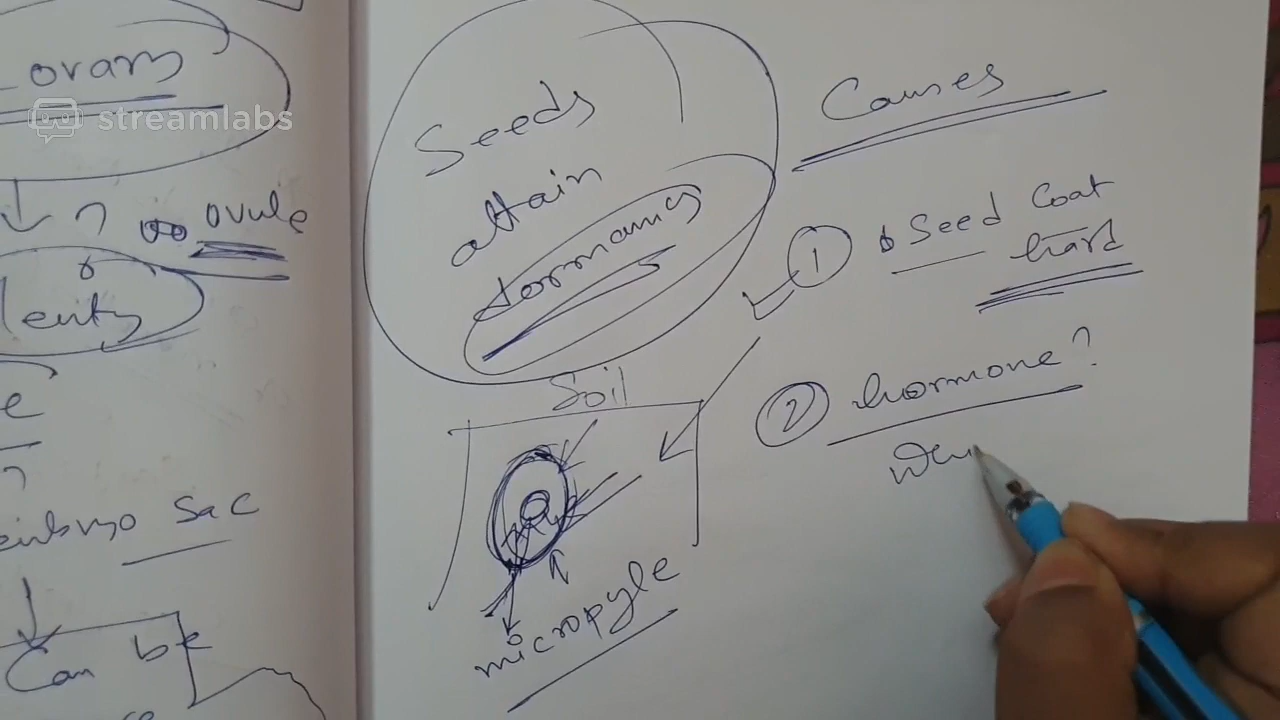 ovary
streamlabs
? ovule
lenty
e
?
embryo sac
Can be
Seeds
attain
dormancy
Causes
1 Seed Coat
hard
2 hormone?
Soil
micropyle